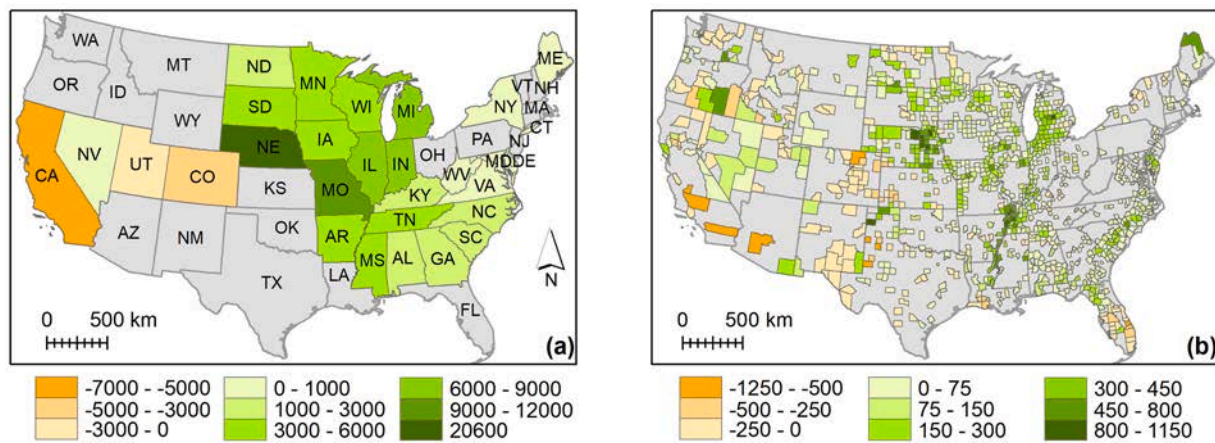 WA
MT
ND
MN
ME
OR
ID
SD
WI
MI
VT
NH
NY
MA
CT
WY
IA
PA
NJ
NE
NV
UT
CO
IL
IN
OH
MD
DE
CA
KS
MO
WV
VA
KY
AZ
NM
OK
AR
TN
NC
SC
MS
AL
GA
TX
LA
FL
N
0 500 km
(a)
-7000 - -5000
-5000 - -3000
-3000 - 0
0 - 1000
1000 - 3000
3000 - 6000
6000 - 9000
9000 - 12000
20600
0 500 km
(b)
-1250 - -500
-500 - -250
-250 - 0
0 - 75
75 - 150
150 - 300
300 - 450
450 - 800
800 - 1150